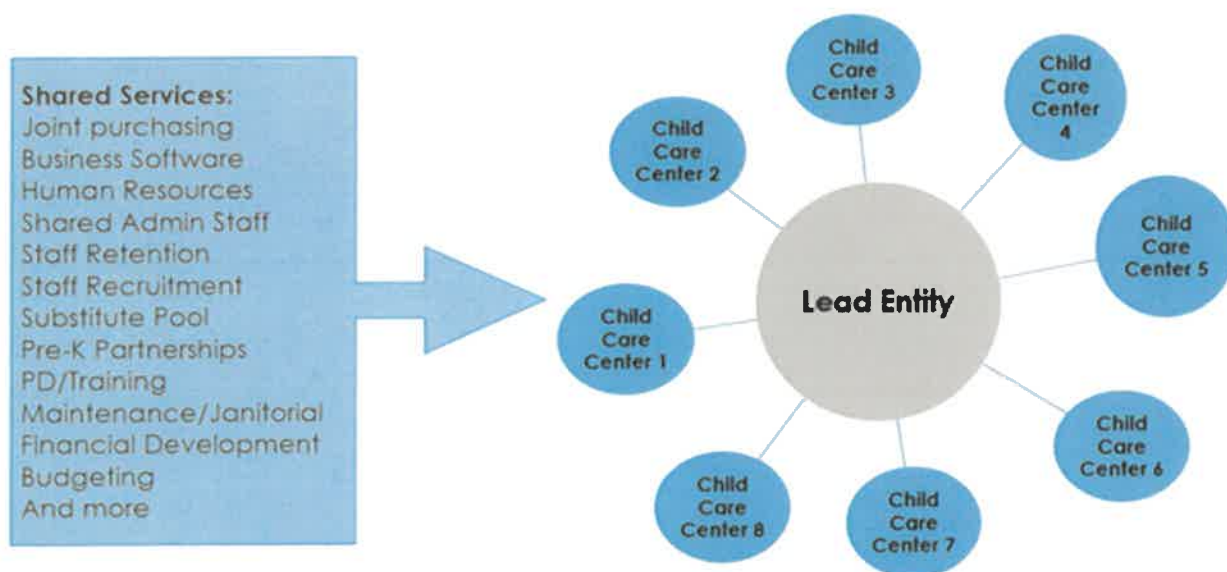 Shared Services:
Joint purchasing
Business Software
Human Resources
Shared Admin Staff
Staff Retention
Staff Recruitment
Substitute Pool
Pre-K Partnerships
PD/Training
Maintenance/Janitorial
Financial Development
Budgeting
And more
Lead Entity
Child
Care
Center 1
Child
Care
Center 2
Child
Care
Center 3
Child
Care
Center
4
Child
Care
Center 5
Child
Care
Center 6
Child
Care
Center 7
Child
Care
Center 8